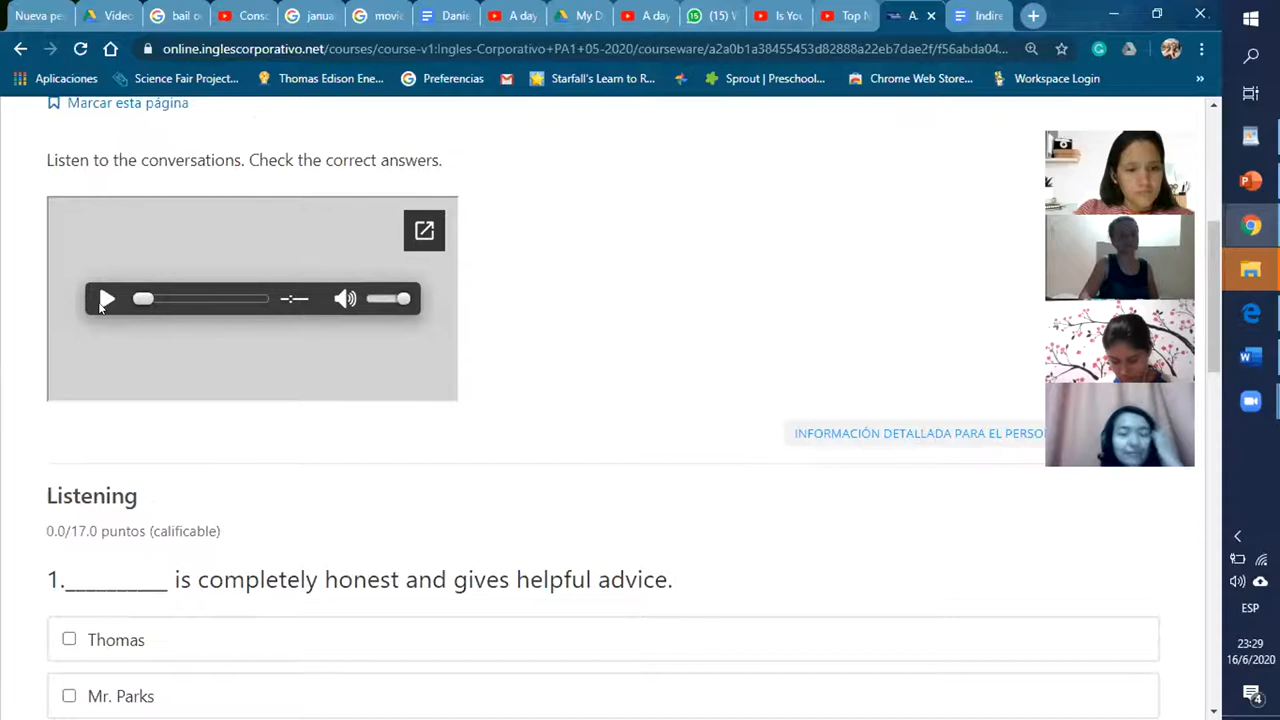 Nueva pe
Video
bail c
Conso
janua
movi
Danie
A day
My D
A day
(15) V
Is You
Top N
A.
Indire
online.inglescorporativo.net/courses/course-v1:Ingles-Corporativo+PA1+05-2020/courseware/a2a0b1a38455453d82888a22eb7dae2f/f56abda04...
Aplicaciones
Science Fair Project...
Thomas Edison Ene...
Preferencias
Starfall's Learn to R...
Sprout | Preschool...
Chrome Web Store...
Workspace Login
»
Marcar esta página
Listen to the conversations. Check the correct answers.
INFORMACIÓN DETALLADA PARA EL PERSO
Listening
0.0/17.0 puntos (calificable)
1.__________ is completely honest and gives helpful advice.
Thomas
Mr. Parks
ESP
23:29
16/6/2020
4